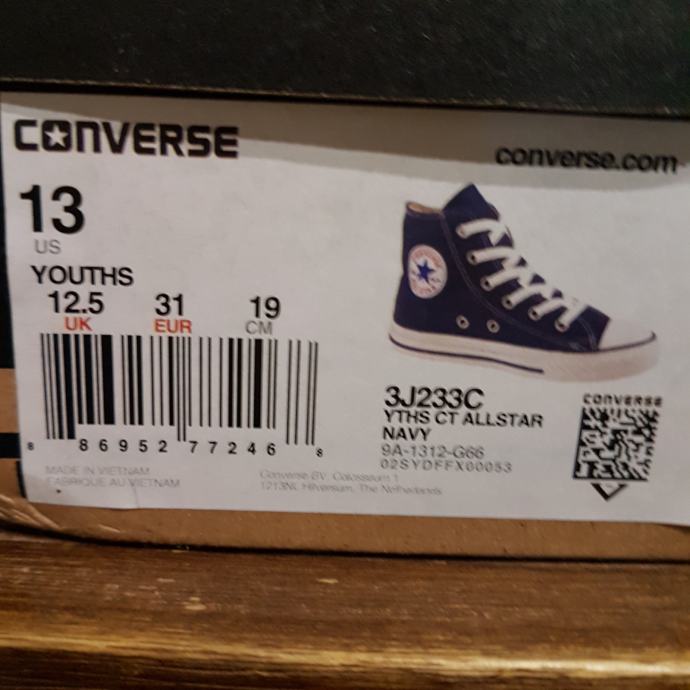 CONVERSE
converse.com
13
US
YOUTHS
12.5 31 19
UK EUR CM
8 86952 77246 8
3J233C
YTHS CT ALLSTAR
NAVY
9A-1312-G66
02SYDFFX00053
CONVERSE
MADE IN VIETNAM
FABRIQUE AU VIETNAM
Converse BV, Colosseum 1
1213NL Hilversum, The Netherlands